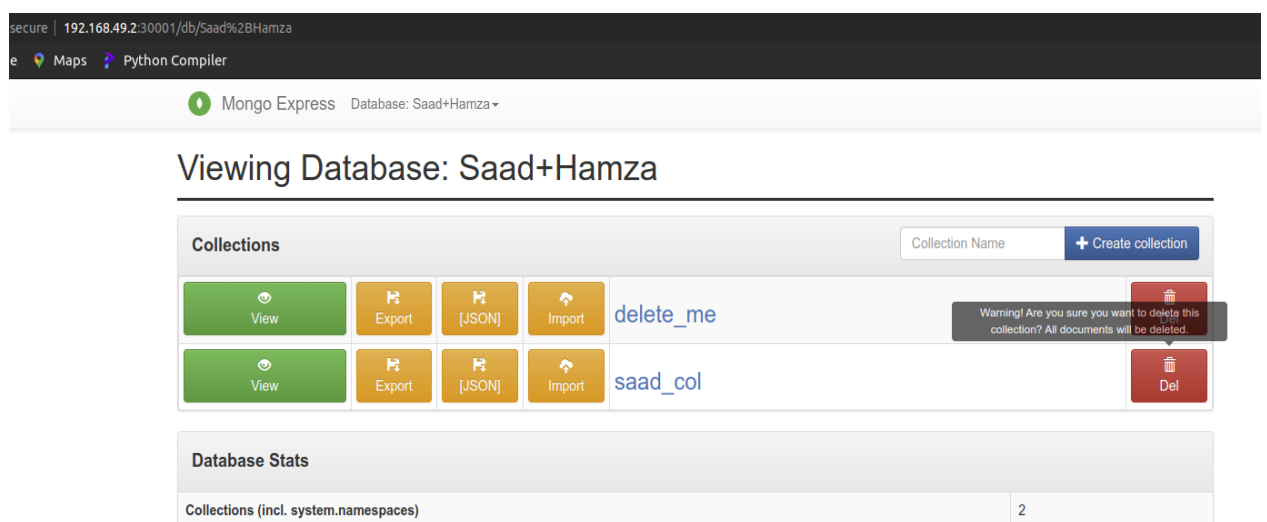 secure | 192.168.49.2:30001/db/Saad%2BHamza
e Maps Python Compiler
Mongo Express Database: Saad+Hamza
Viewing Database: Saad+Hamza
Collections Collection Name + Create collection
View Export [JSON] Import delete_me Del
Warning! Are you sure you want to delete this
collection? All documents will be deleted.
View Export [JSON] Import saad_col Del
Database Stats
Collections (incl. system.namespaces) 2